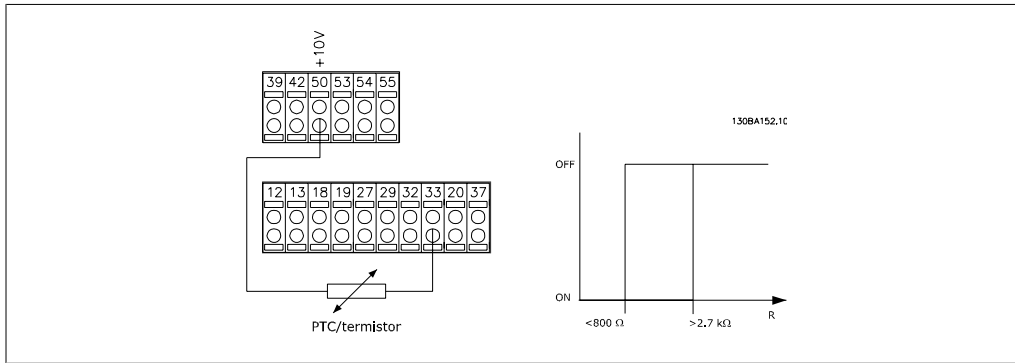 +10V
39 42 50 53 54 55
130BA152.10
OFF
12 13 18 19 27 29 32 33 20 37
ON
R
<800 Ω
>2.7 kΩ
PTC/termistor